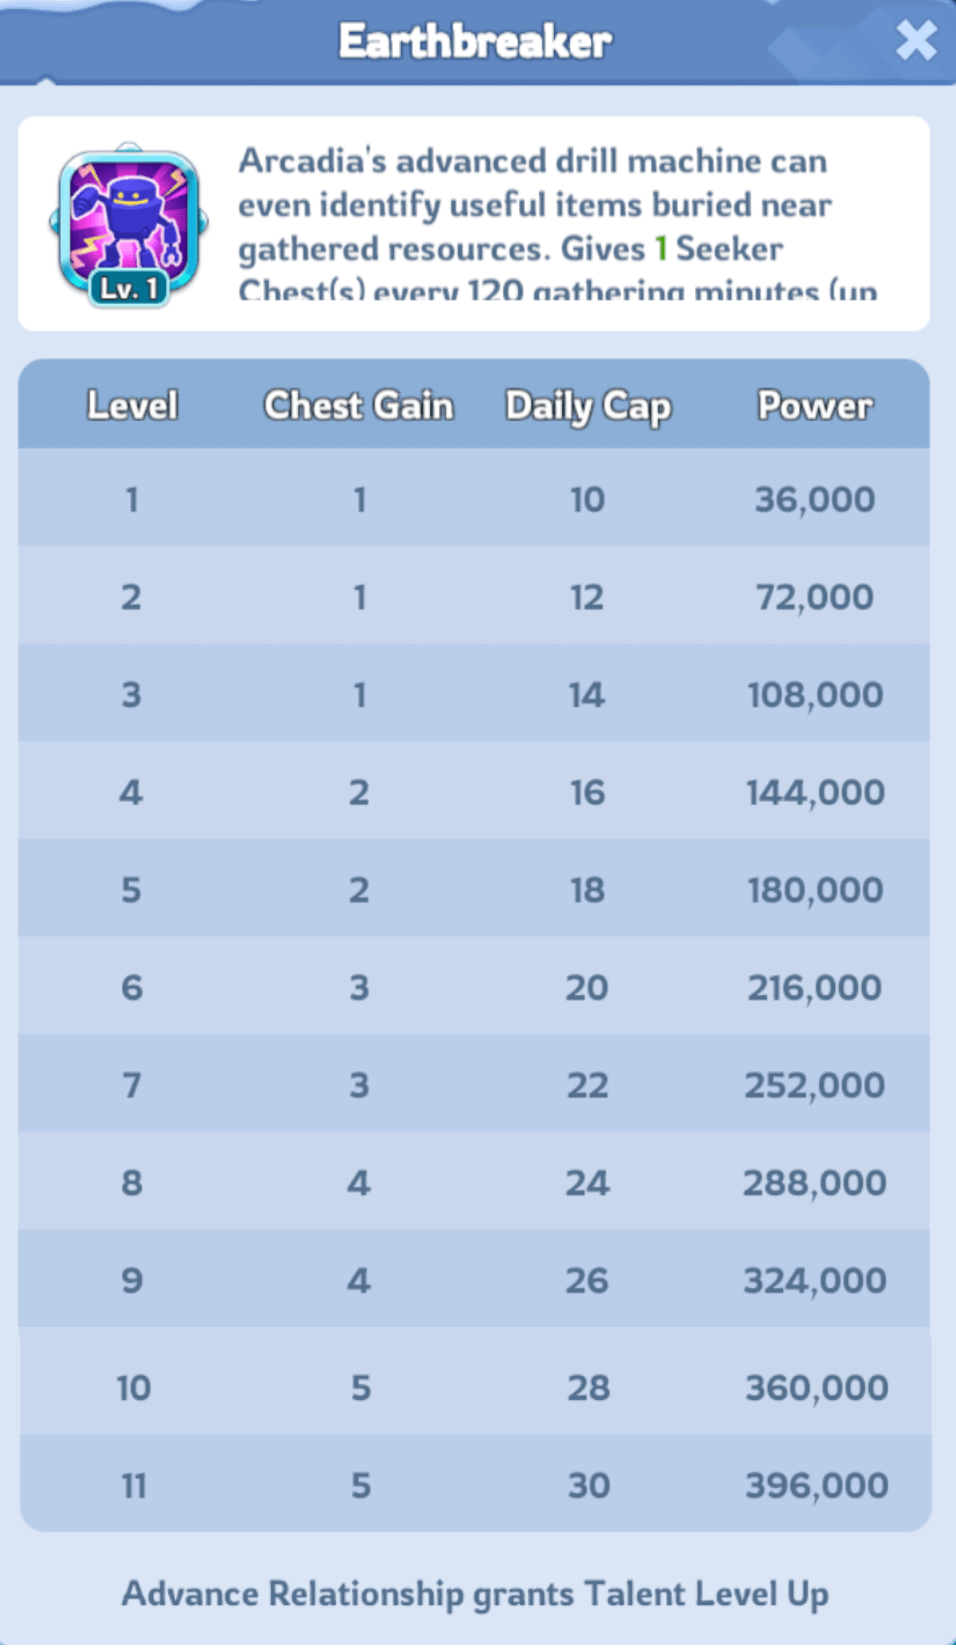 Earthbreaker
Arcadia's advanced drill machine can
even identify useful items buried near
gathered resources. Gives 1 Seeker
Chest(s) every 120 gathering minutes (up
Lv. 1
Level Chest Gain Daily Cap Power
1 1 10 36,000
2 1 12 72,000
3 1 14 108,000
4 2 16 144,000
5 2 18 180,000
6 3 20 216,000
7 3 22 252,000
8 4 24 288,000
9 4 26 324,000
10 5 28 360,000
11 5 30 396,000
Advance Relationship grants Talent Level Up